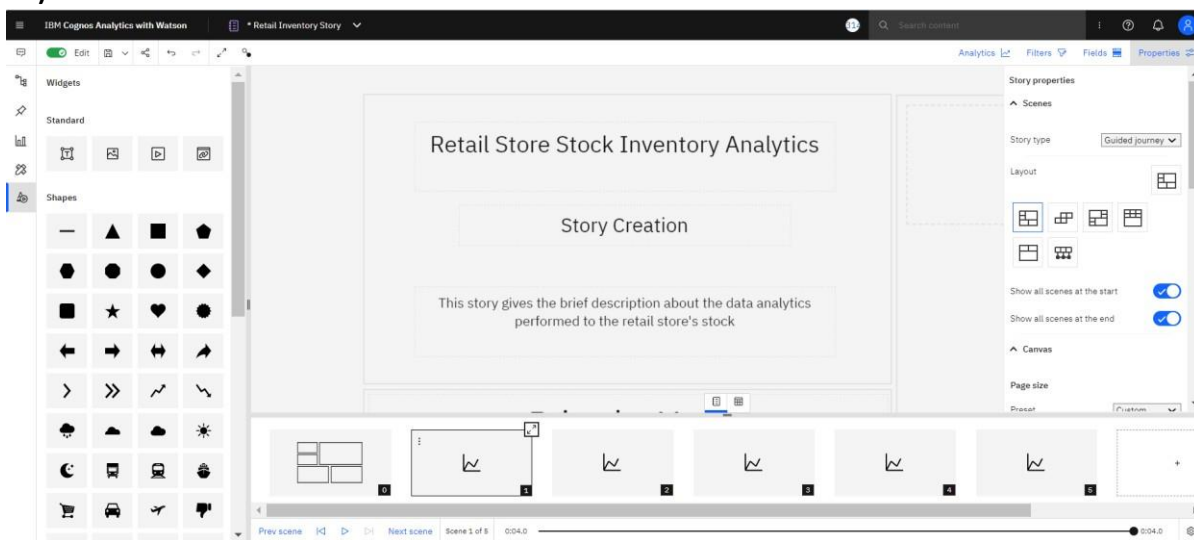 IBM Cognos Analytics with Watson
* Retail Inventory Story
Search content
Edit
Analytics
Filters
Fields
Properties
Widgets
Standard
Shapes
Retail Store Stock Inventory Analytics
Story Creation
This story gives the brief description about the data analytics
performed to the retail store's stock
Story properties
Scenes
Story type
Guided journey
Layout
Show all scenes at the start
Show all scenes at the end
Canvas
Page size
Preset
Custom
0
1
2
3
4
5
+
Prev scene
Next scene
Scene 1 of 5
0:04.0
0:04.0